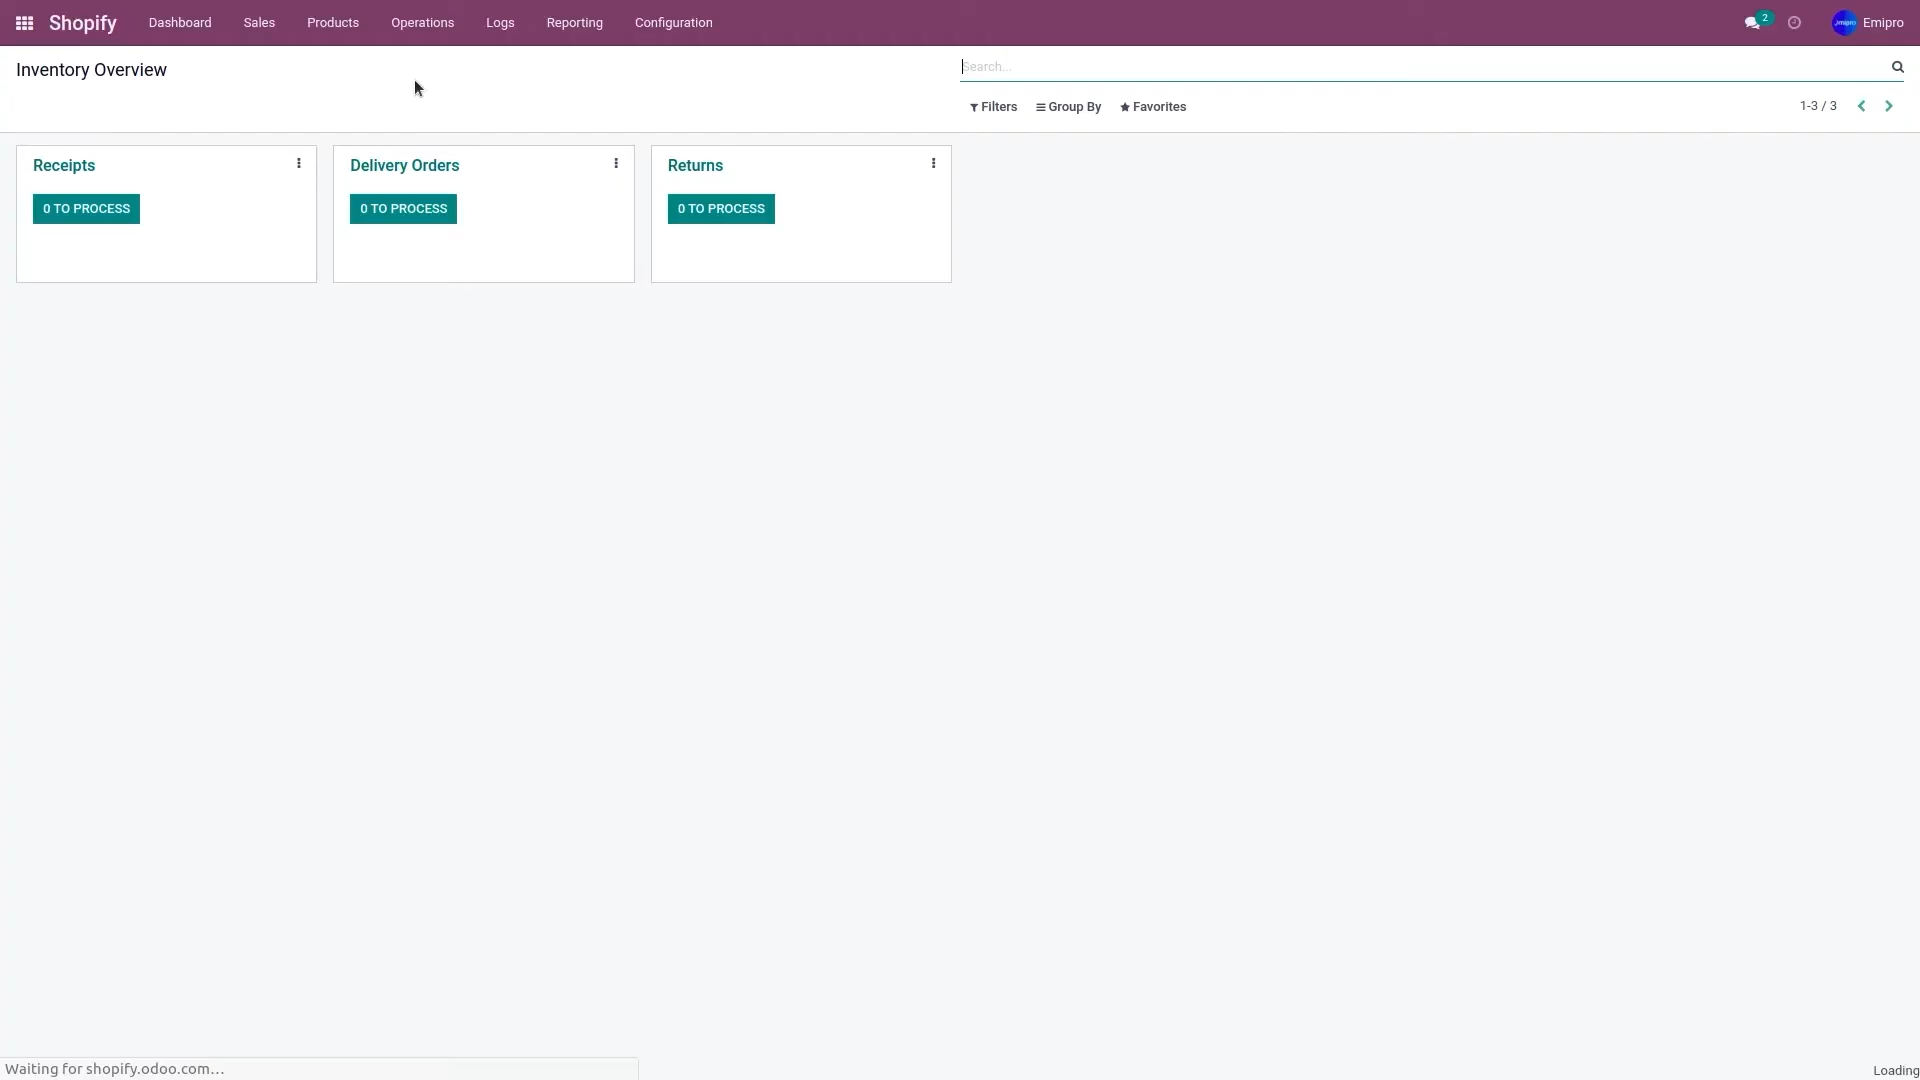 Shopify Dashboard Sales Products Operations Logs Reporting Configuration 2 Emipro
Inventory Overview
Search...
Filters Group By Favorites 1-3 / 3
Receipts Delivery Orders Returns
0 TO PROCESS 0 TO PROCESS 0 TO PROCESS
Waiting for shopify.odoo.com...
Loading